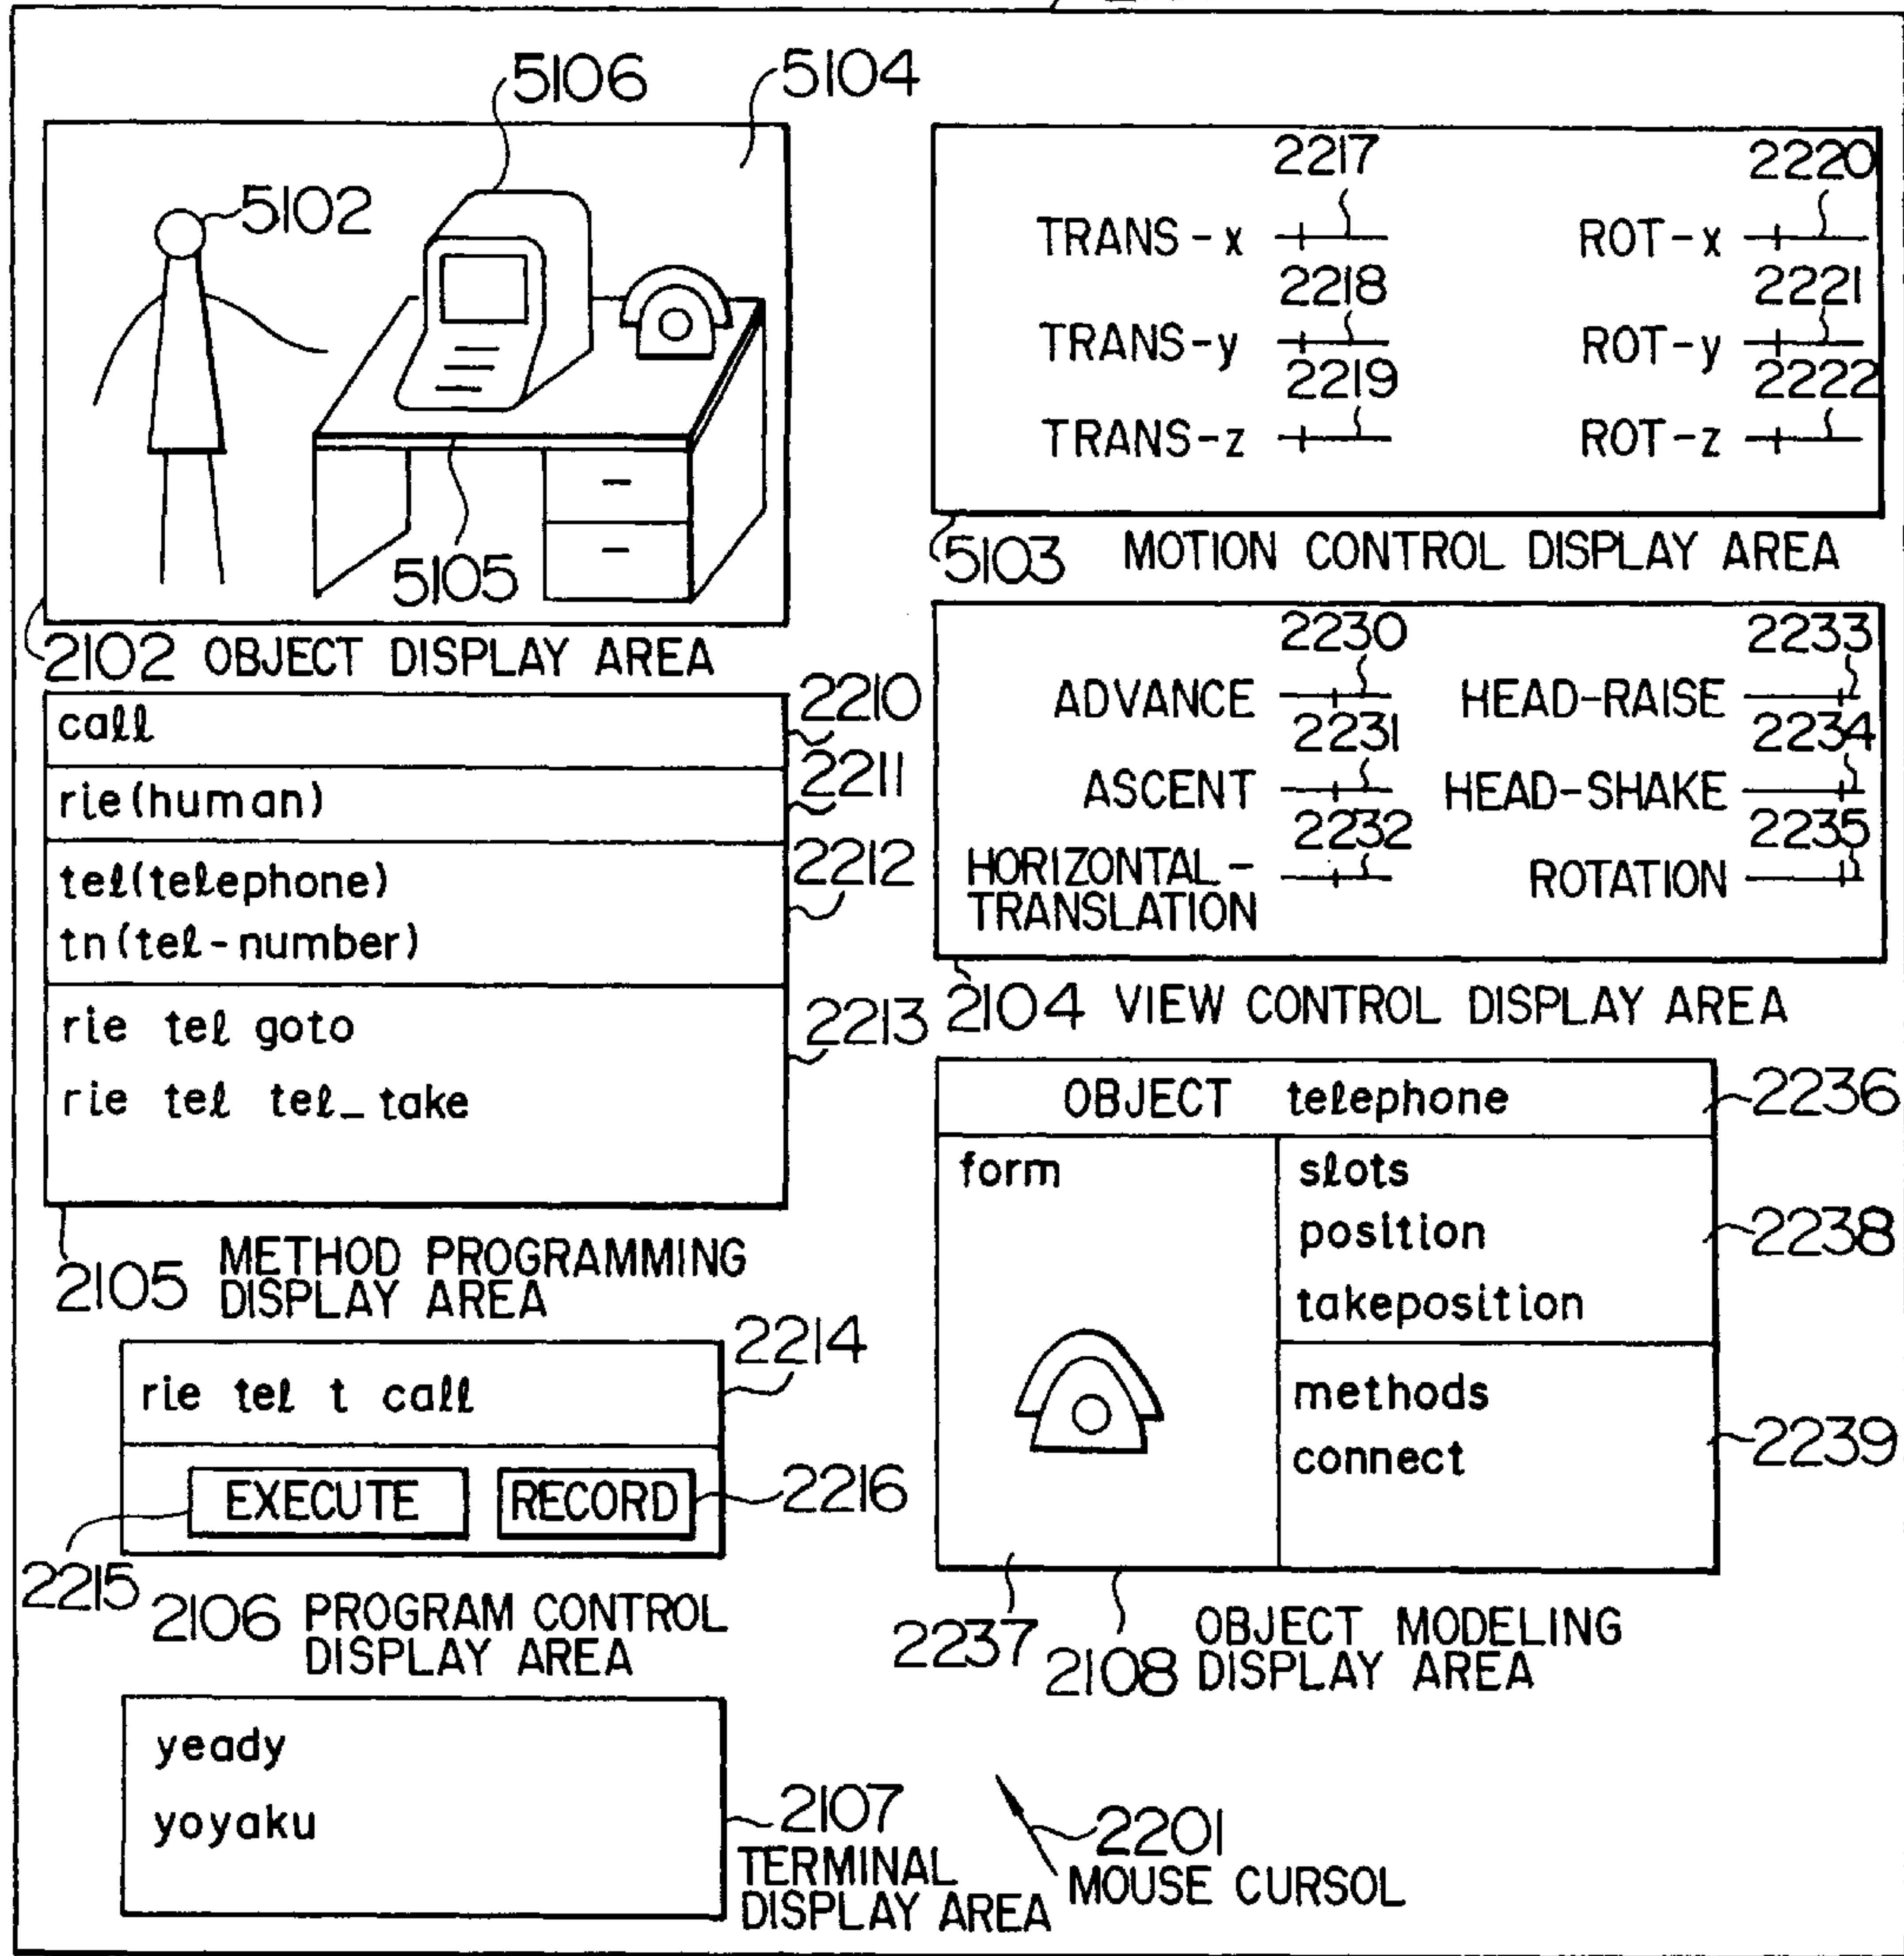 5106
5104
5102
5105
2102 OBJECT DISPLAY AREA
call
2210
rie(human)
2211
tel(telephone)
2212
tn(tel-number)
rie tel goto
2213
rie tel tel_take
2105 METHOD PROGRAMMING
DISPLAY AREA
rie tel t call
2214
EXECUTE
RECORD
2216
2215
2106 PROGRAM CONTROL
DISPLAY AREA
yeady
yoyaku
2107
TERMINAL
DISPLAY AREA
2217
2220
TRANS-x
ROT-x
2218
2221
TRANS-y
ROT-y
2219
2222
TRANS-z
ROT-z
5103 MOTION CONTROL DISPLAY AREA
2230
2233
ADVANCE
HEAD-RAISE
2231
2234
ASCENT
HEAD-SHAKE
2232
2235
HORIZONTAL-
TRANSLATION
ROTATION
2104 VIEW CONTROL DISPLAY AREA
OBJECT telephone
2236
form
slots
position
2238
takeposition
methods
connect
2239
2237
2108 OBJECT MODELING
DISPLAY AREA
2201
MOUSE CURSOL